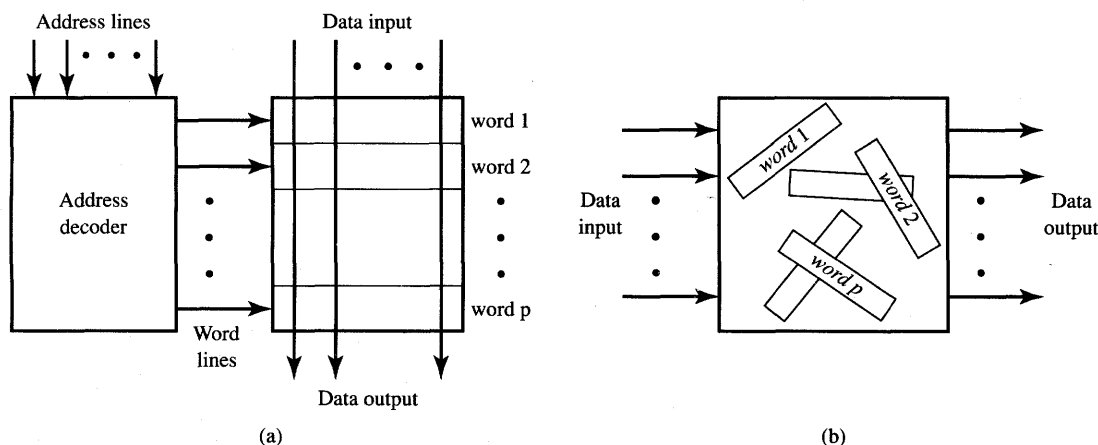 Address lines
Data input
word 1
word 2
Address
decoder
word p
Word
lines
Data output
(a)
word 1
word 2
Data
input
Data
output
word p
(b)